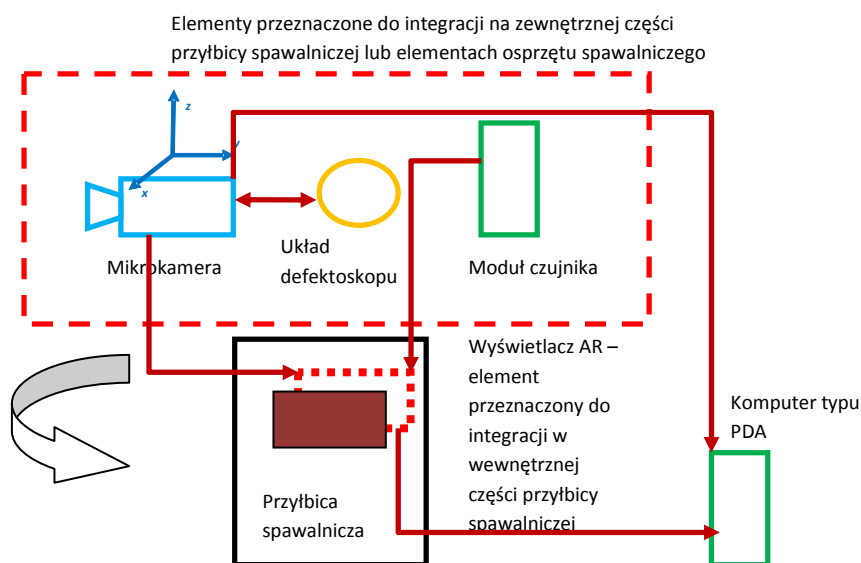 Elementy przeznaczone do integracji na zewnętrznej części
przyłbicy spawalniczej lub elementach osprzętu spawalniczego
z
y
x
Mikrokamera
Układ
defektoskopu
Moduł czujnika
Wyświetlacz AR –
element
przeznaczony do
integracji w
wewnętrznej
części przyłbicy
spawalniczej
Komputer typu
PDA
Przyłbica
spawalnicza